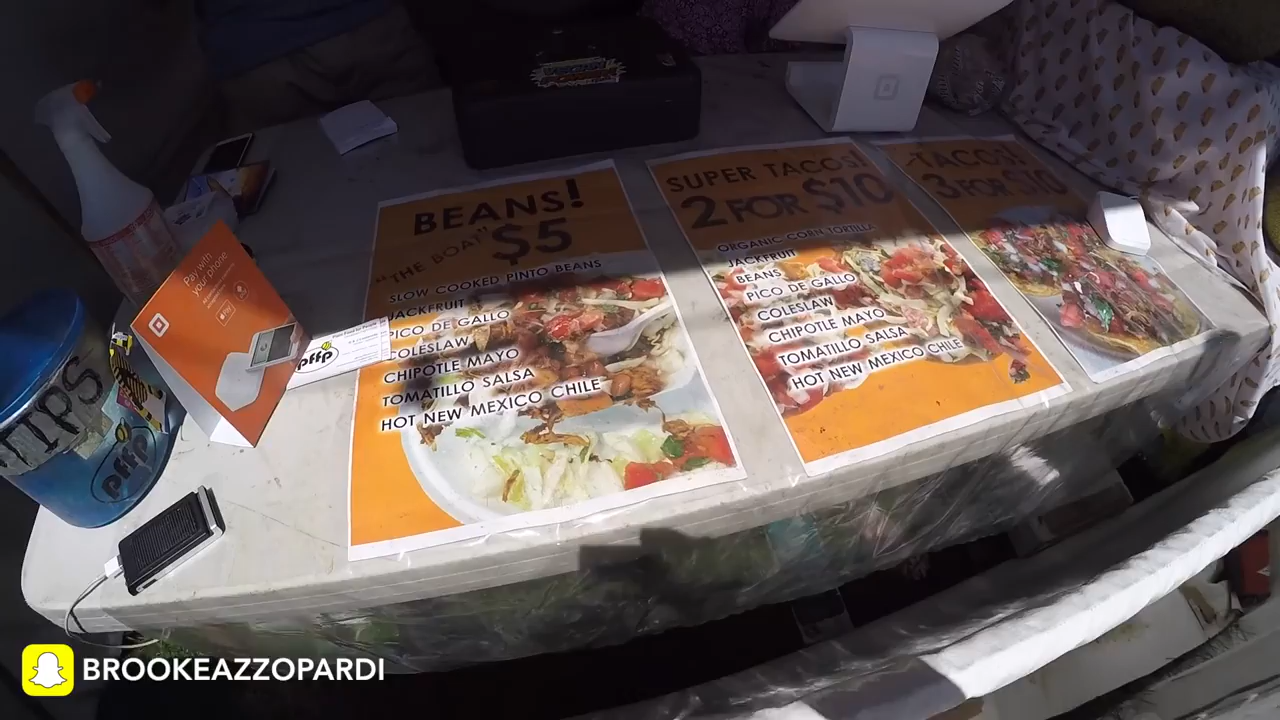 BEANS!
"THE BOAT" $5
SLOW COOKED PINTO BEANS
JACKFRUIT
PICO DE GALLO
COLESLAW
CHIPOTLE MAYO
TOMATILLO SALSA
HOT NEW MEXICO CHILE
SUPER TACOS!
2 FOR $10
ORGANIC CORN TORTILLA
JACKFRUIT
BEANS
PICO DE GALLO
COLESLAW
CHIPOTLE MAYO
TOMATILLO SALSA
HOT NEW MEXICO CHILE
TACOS!
3 FOR $10
Pay with
your phone
Pay
pffp
TIPS
pffp
BROOKEAZZOPARDI